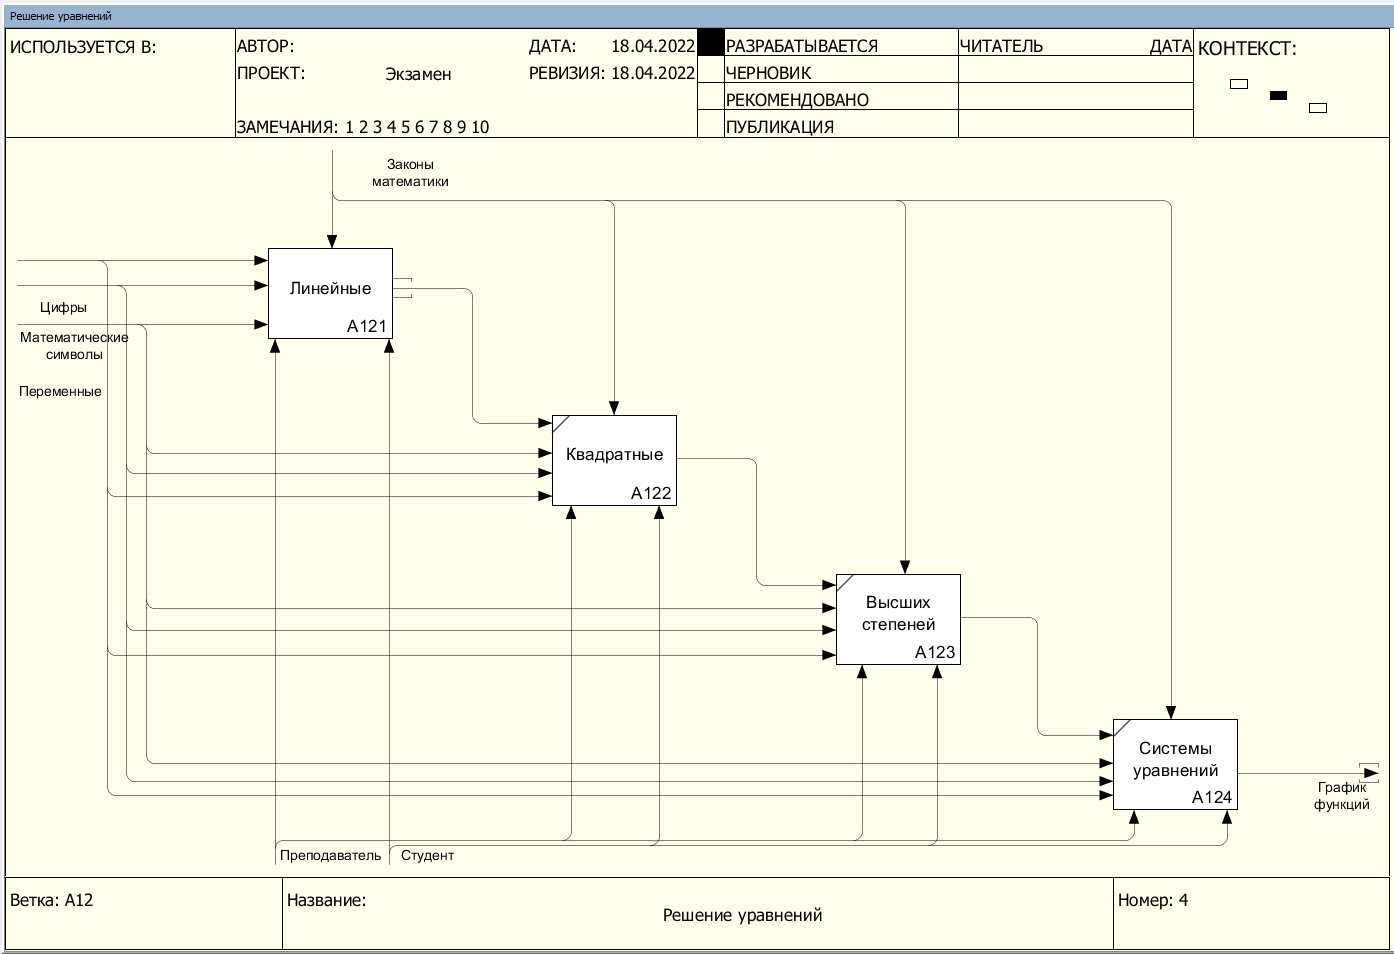 Решение уравнений
ИСПОЛЬЗУЕТСЯ В:
АВТОР:
ДАТА: 18.04.2022
ПРОЕКТ: Экзамен
РЕВИЗИЯ: 18.04.2022
ЗАМЕЧАНИЯ: 1 2 3 4 5 6 7 8 9 10
РАЗРАБАТЫВАЕТСЯ
ЧЕРНОВИК
РЕКОМЕНДОВАНО
ПУБЛИКАЦИЯ
ЧИТАТЕЛЬ ДАТА
КОНТЕКСТ:
Законы
математики
Линейные
A121
Цифры
Математические
символы
Переменные
Квадратные
A122
Высших
степеней
A123
Системы
уравнений
A124
График
функций
Преподаватель
Студент
Ветка: A12
Название:
Решение уравнений
Номер: 4